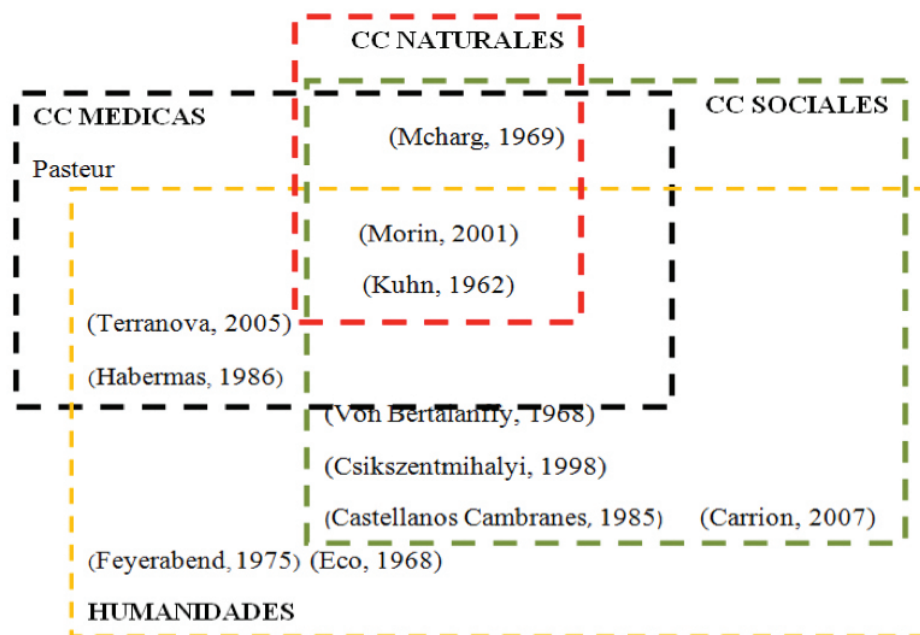 CC NATURALES
CC MEDICAS
CC SOCIALES
(Mcharg, 1969)
Pasteur
(Morin, 2001)
(Kuhn, 1962)
(Terranova, 2005)
(Habermas, 1986)
(Von Bertalanffy, 1968)
(Csikszentmihalyi, 1998)
(Castellanos Cambranes, 1985) (Carrion, 2007)
(Feyerabend, 1975) (Eco, 1968)
HUMANIDADES